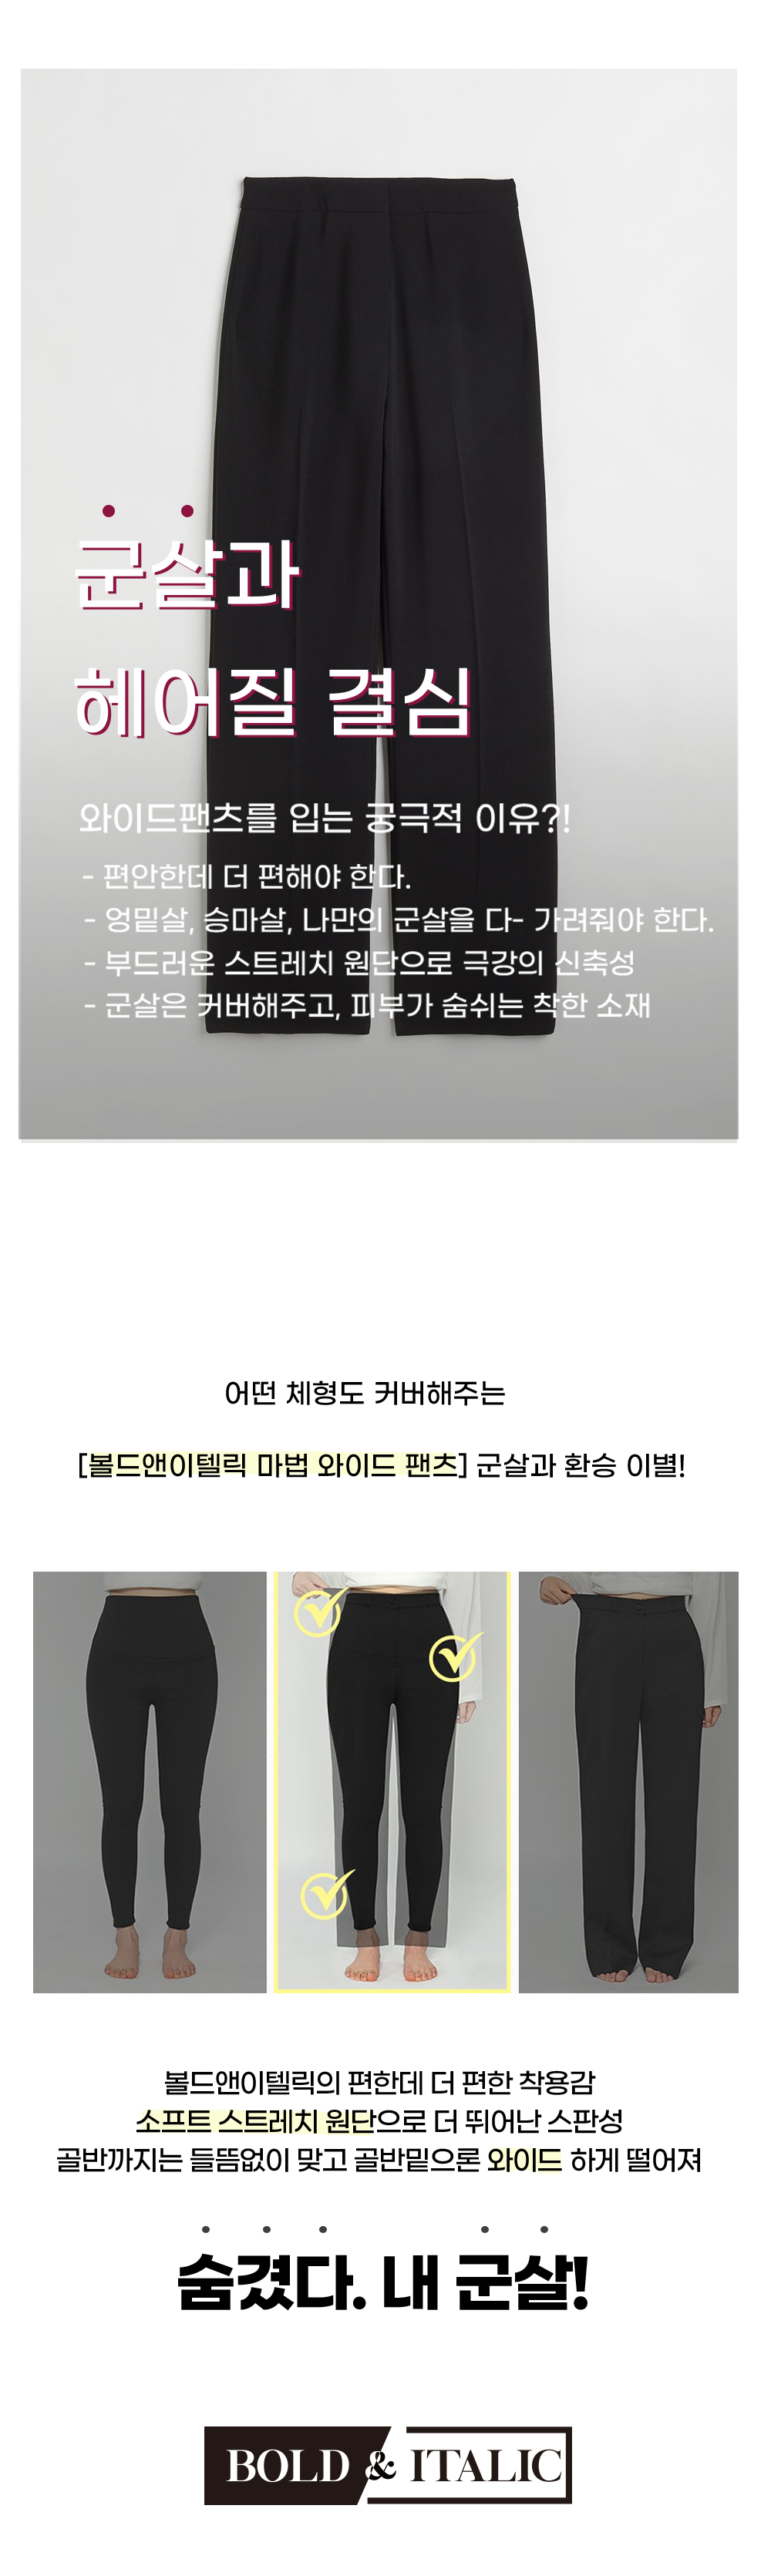 군살과
헤어질 결심
와이드팬츠를 입는 궁극적 이유?!
- 편안한데 더 편해야 한다.
- 엉밑살, 승마살, 나만의 군살을 다- 가려줘야 한다.
- 부드러운 스트레치 원단으로 극강의 신축성
- 군살은 커버해주고, 피부가 숨쉬는 착한 소재
어떤 체형도 커버해주는
[볼드앤이텔릭 마법 와이드 팬츠] 군살과 환승 이별!
볼드앤이텔릭의 편한데 더 편한 착용감
소프트 스트레치 원단으로 더 뛰어난 스판성
골반까지는 들뜸없이 맞고 골반밑으론 와이드 하게 떨어져
숨겼다. 내 군살!
BOLD & ITALIC